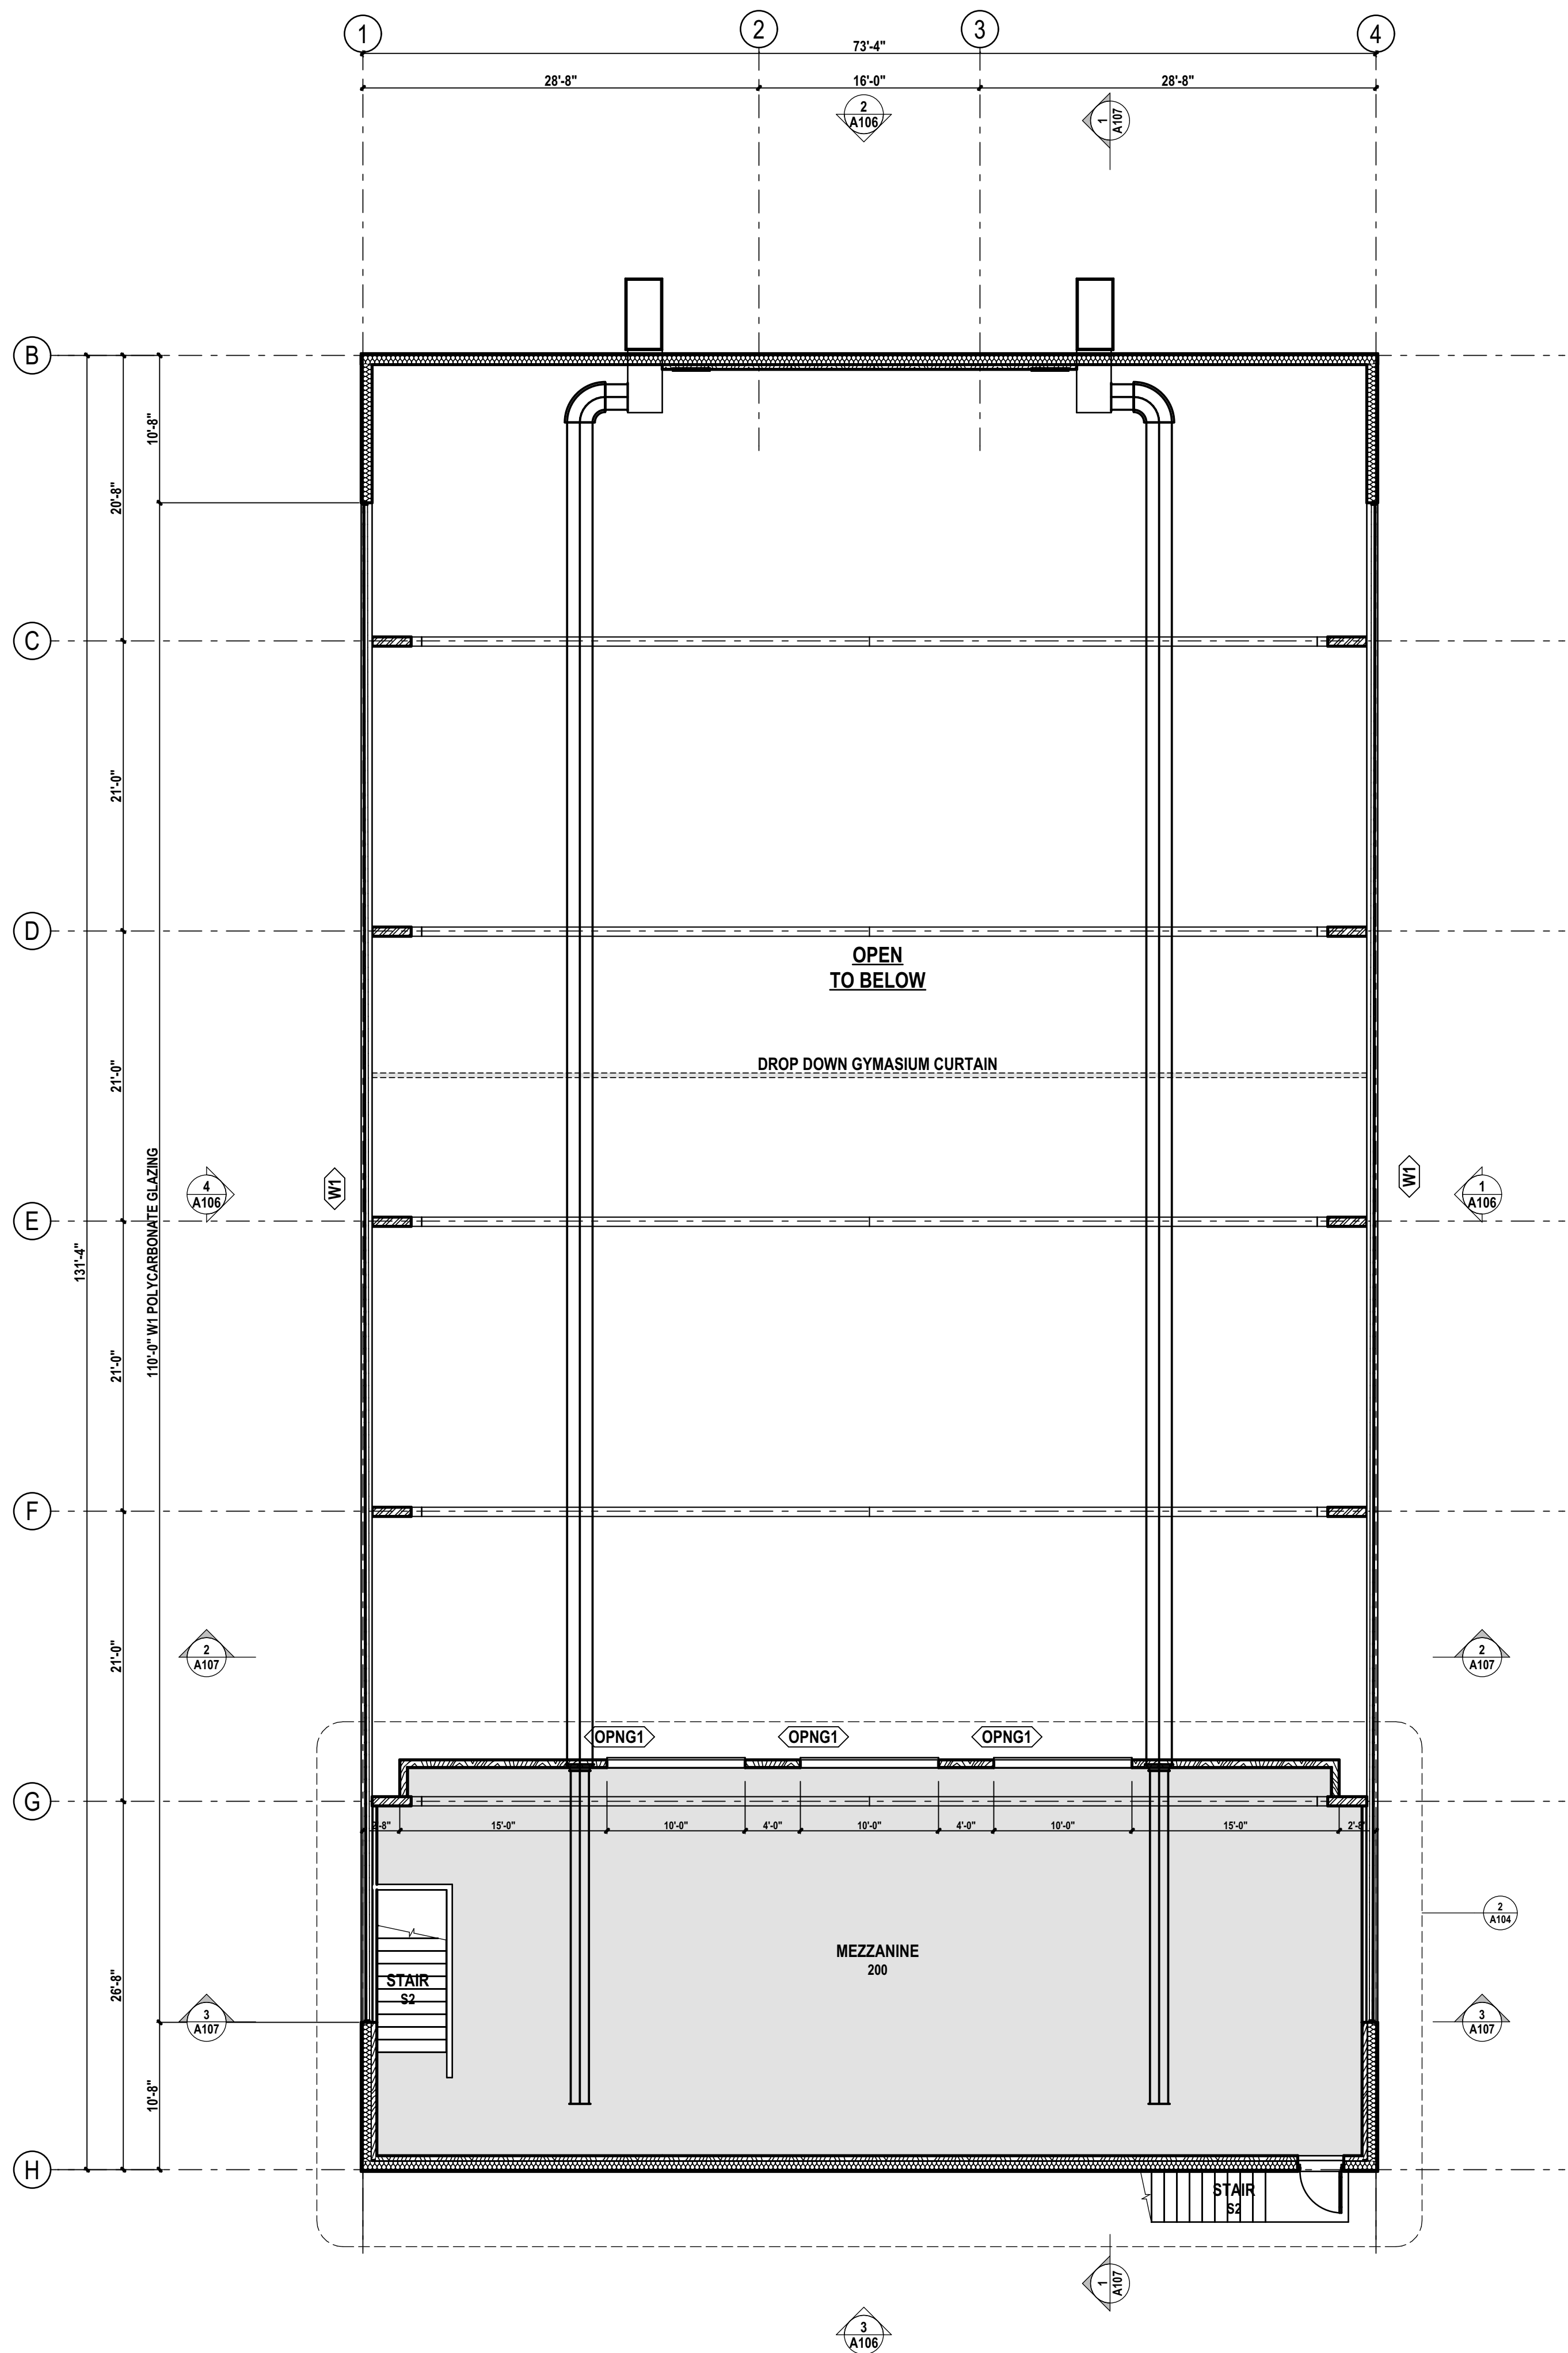 1
2
3
4
73'-4"
28'-8"
16'-0"
28'-8"
2
A106
1
A107
B
10'-8"
20'-8"
C
21'-0"
D
OPEN
TO BELOW
21'-0"
DROP DOWN GYMASIUM CURTAIN
131'-4"
110'-0" W1 POLYCARBONATE GLAZING
4
A106
W1
W1
1
A106
E
21'-0"
F
21'-0"
2
A107
2
A107
OPNG1
OPNG1
OPNG1
G
2'-8"
15'-0"
10'-0"
4'-0"
10'-0"
4'-0"
10'-0"
15'-0"
2'-8"
2
A104
MEZZANINE
200
STAIR
S2
26'-8"
3
A107
3
A107
10'-8"
H
STAIR
S2
1
A107
3
A106